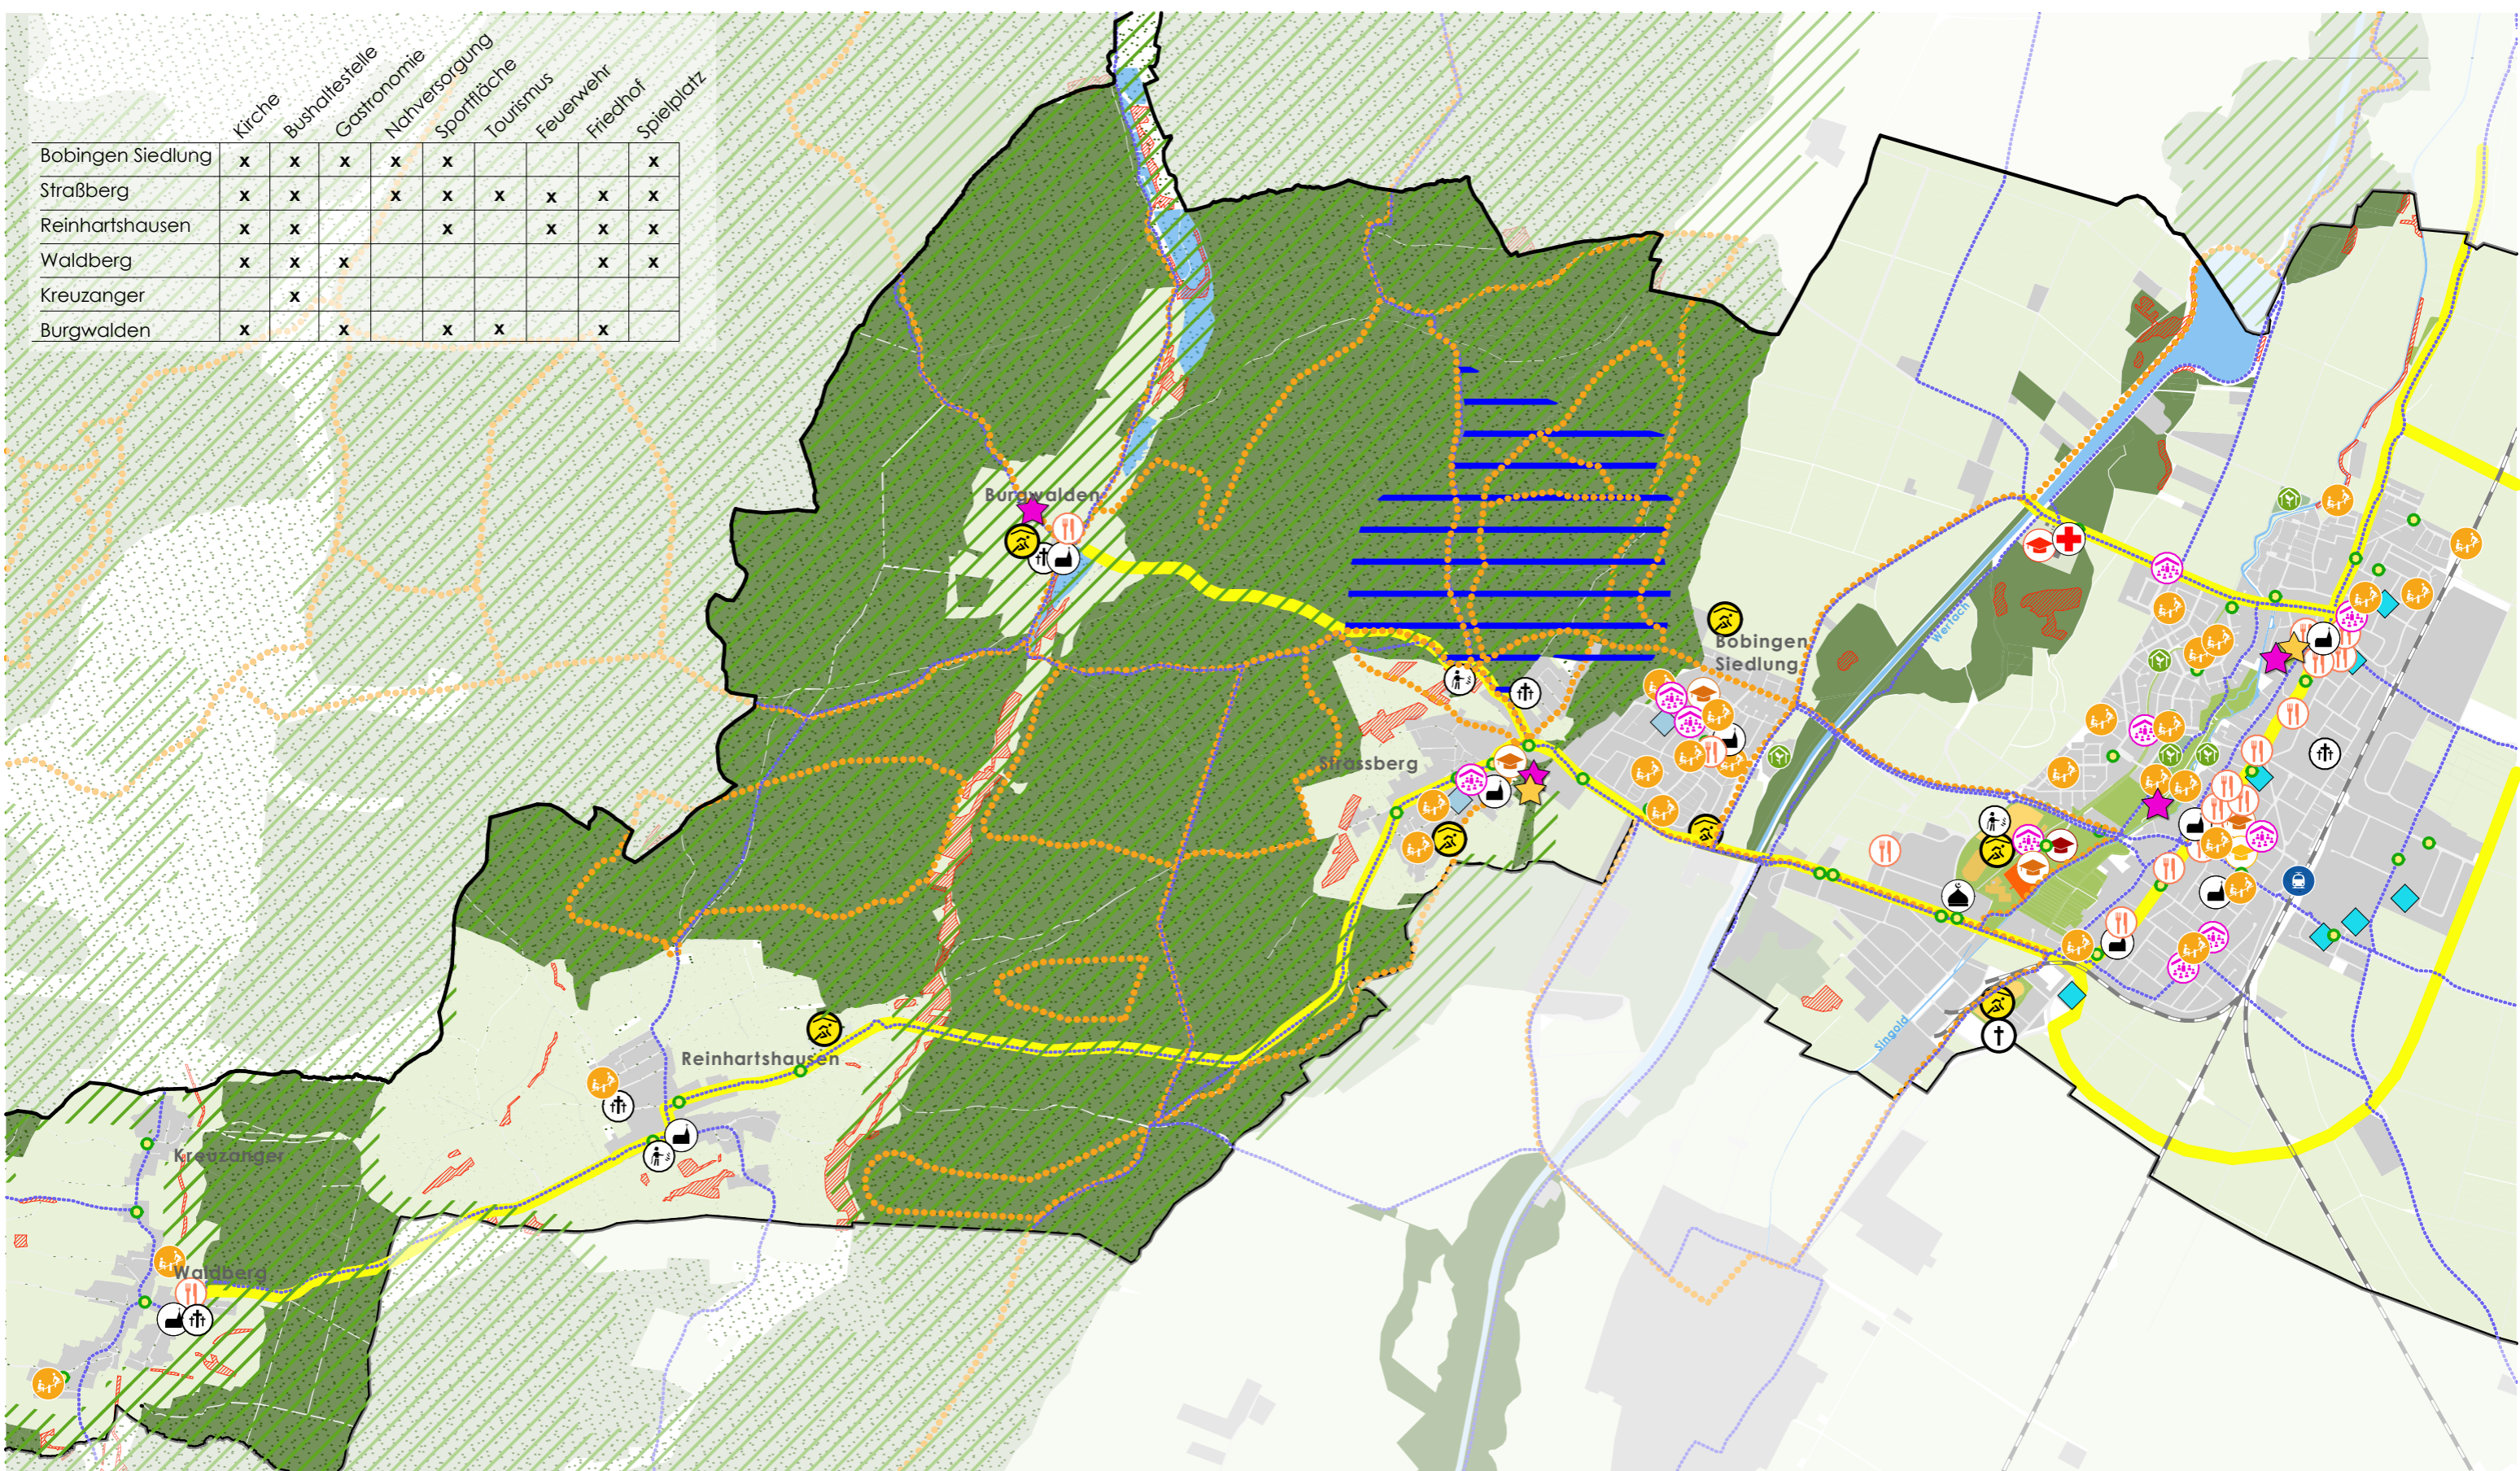 Kirche Bushaltestelle Gastronomie Nahversorgung Sportfläche Tourismus Feuerwehr Friedhof Spielplatz
Bobingen Siedlung x x x x x x
Straßberg x x x x x x x x
Reinhartshausen x x x x x x
Waldberg x x x x x
Kreuzanger x
Burgwalden x x x x x
Burgwalden
Bobingen
Siedlung
Wertach
Strassberg
Reinhartshausen
Singold
Kreuzanger
Waldberg